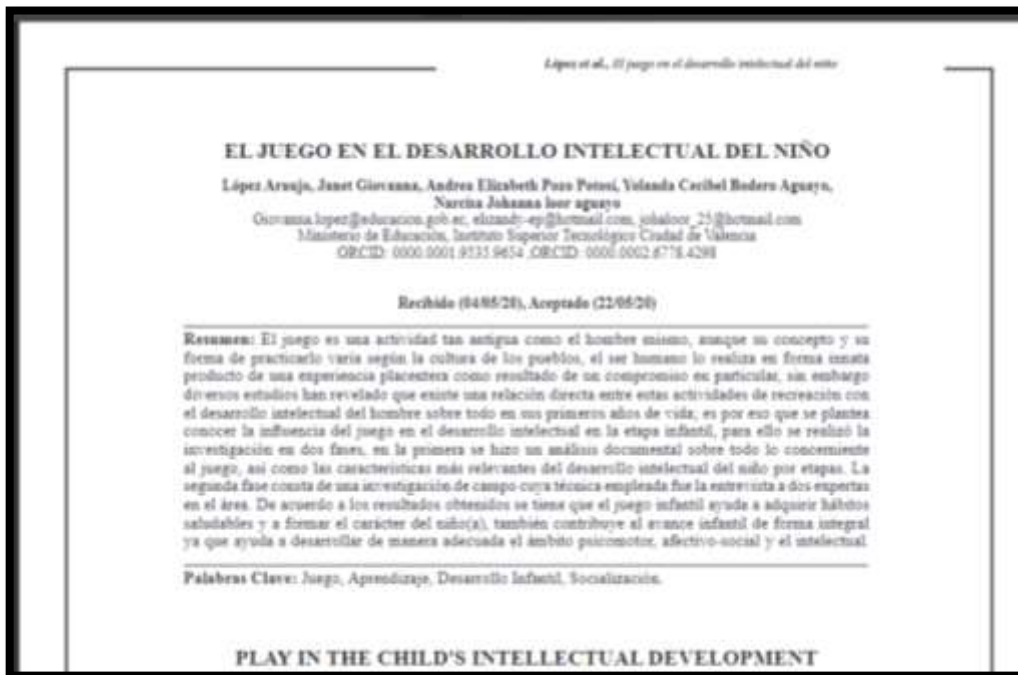 López et al., El juego en el desarrollo intelectual del niño
EL JUEGO EN EL DESARROLLO INTELECTUAL DEL NIÑO
López Araujo, Janet Giovanna, Andrea Elizabeth Pozo Potosí, Yolanda Cecibel Bodero Aguayo,
Narcisa Johanna loor aguayo
Giovanna.lopez@educacion.gob.ec, elizandy-ep@hotmail.com, johaloor_25@hotmail.com
Ministerio de Educación, Instituto Superior Tecnológico Ciudad de Valencia
ORCID: 0000.0001.9535.9654 ,ORCID: 0000.0002.6778.4298
Recibido (04/05/20), Aceptado (22/05/20)
Resumen: El juego es una actividad tan antigua como el hombre mismo, aunque su concepto y su
forma de practicarlo varía según la cultura de los pueblos, el ser humano lo realiza en forma innata
producto de una experiencia placentera como resultado de un compromiso en particular, sin embargo
diversos estudios han revelado que existe una relación directa entre estas actividades de recreación con
el desarrollo intelectual del hombre sobre todo en sus primeros años de vida; es por eso que se plantea
conocer la influencia del juego en el desarrollo intelectual en la etapa infantil, para ello se realizó la
investigación en dos fases, en la primera se hizo un análisis documental sobre todo lo concerniente
al juego, así como las características más relevantes del desarrollo intelectual del niño por etapas. La
segunda fase consta de una investigación de campo cuya técnica empleada fue la entrevista a dos expertas
en el área. De acuerdo a los resultados obtenidos se tiene que el juego infantil ayuda a adquirir hábitos
saludables y a formar el carácter del niño(a), también contribuye al avance infantil de forma integral
ya que ayuda a desarrollar de manera adecuada el ámbito psicomotor, afectivo-social y el intelectual.
Palabras Clave: Juego, Aprendizaje, Desarrollo Infantil, Socialización.
PLAY IN THE CHILD'S INTELLECTUAL DEVELOPMENT